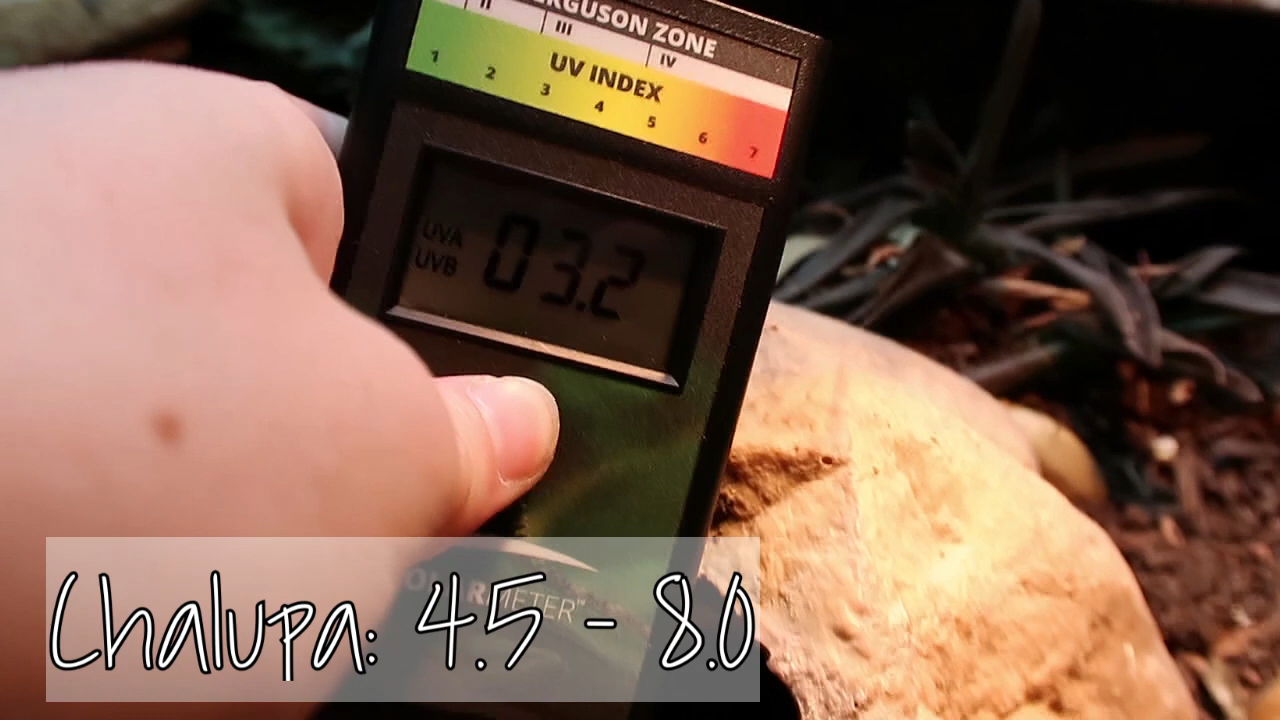 II
ERGUSON ZONE
III
IV
UV INDEX
1 2 3 4 5 6 7
UVA
UVB
03.2
METER™
Chalupa: 4.5 - 8.0